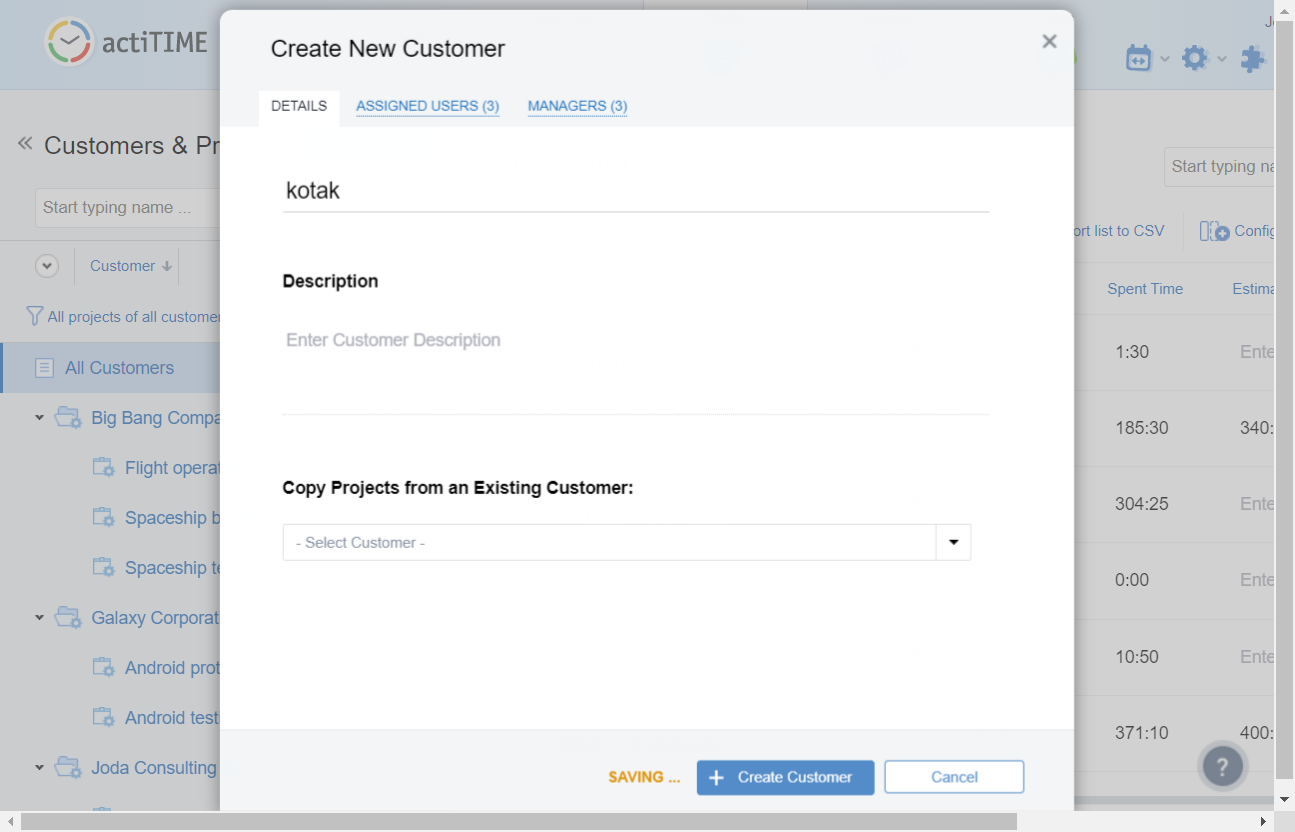 actiTIME
Create New Customer
DETAILS
ASSIGNED USERS (3)
MANAGERS (3)
Customers & Pr
Start typing name ...
Start typing na
kotak
Customer
ort list to CSV
Config
Description
Spent Time
Estima
All projects of all customer
Enter Customer Description
1:30
Ente
All Customers
Big Bang Compa
185:30
340:
Flight operat
Copy Projects from an Existing Customer:
304:25
Ente
Spaceship b
- Select Customer -
Spaceship te
0:00
Ente
Galaxy Corporat
10:50
Ente
Android prot
Android testi
371:10
400:
Joda Consulting
SAVING ...
+ Create Customer
Cancel
?